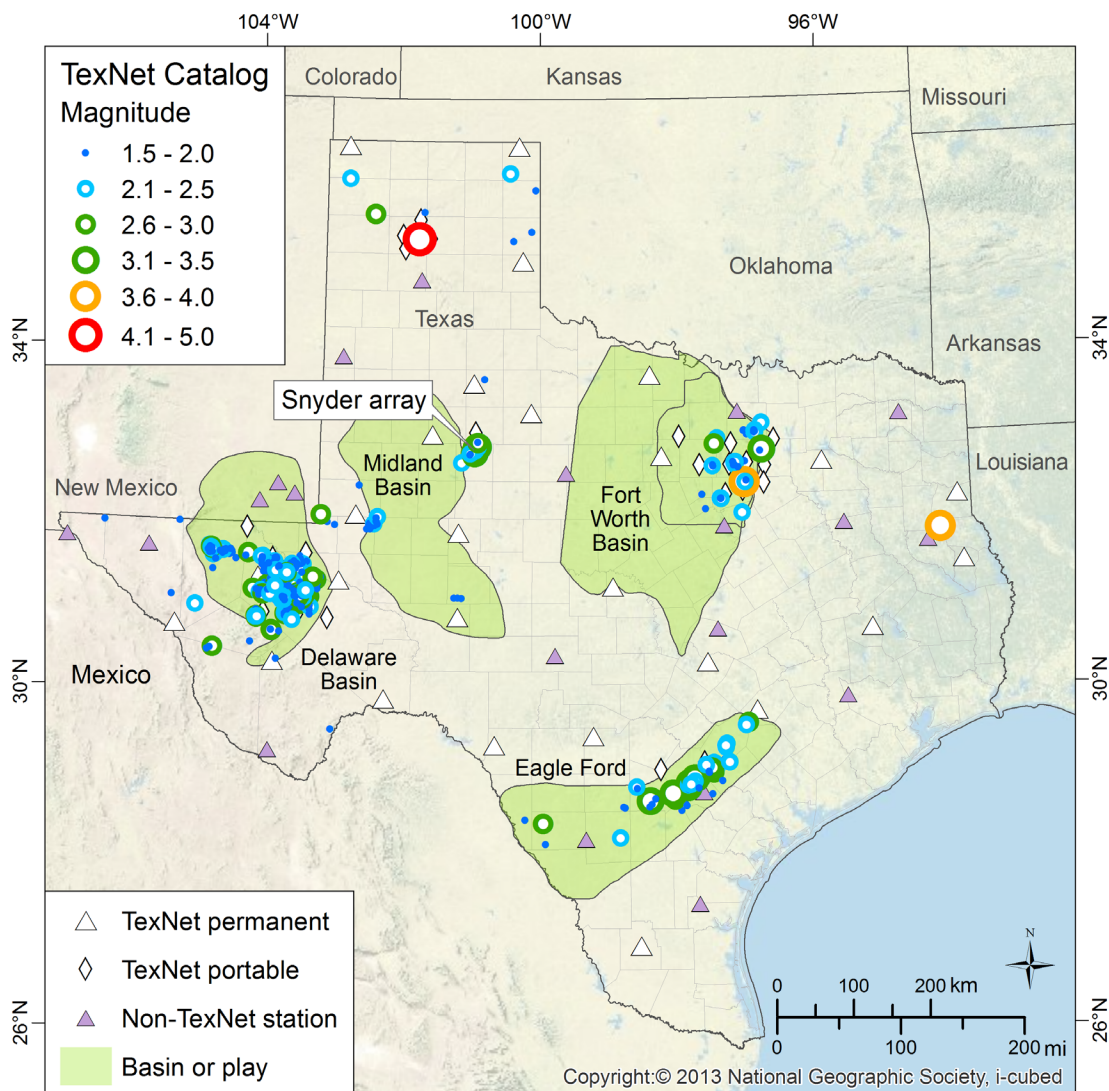 104°W
100°W
96°W
TexNet Catalog
Magnitude
1.5 - 2.0
2.1 - 2.5
2.6 - 3.0
3.1 - 3.5
3.6 - 4.0
4.1 - 5.0
Colorado
Kansas
Missouri
Oklahoma
Texas
34°N
34°N
Arkansas
Snyder array
Midland
Basin
Louisiana
New Mexico
Fort
Worth
Basin
Delaware
Basin
Mexico
30°N
30°N
Eagle Ford
TexNet permanent
TexNet portable
Non-TexNet station
Basin or play
N
0 100 200 km
0 100 200 mi
26°N
26°N
Copyright:© 2013 National Geographic Society, i-cubed